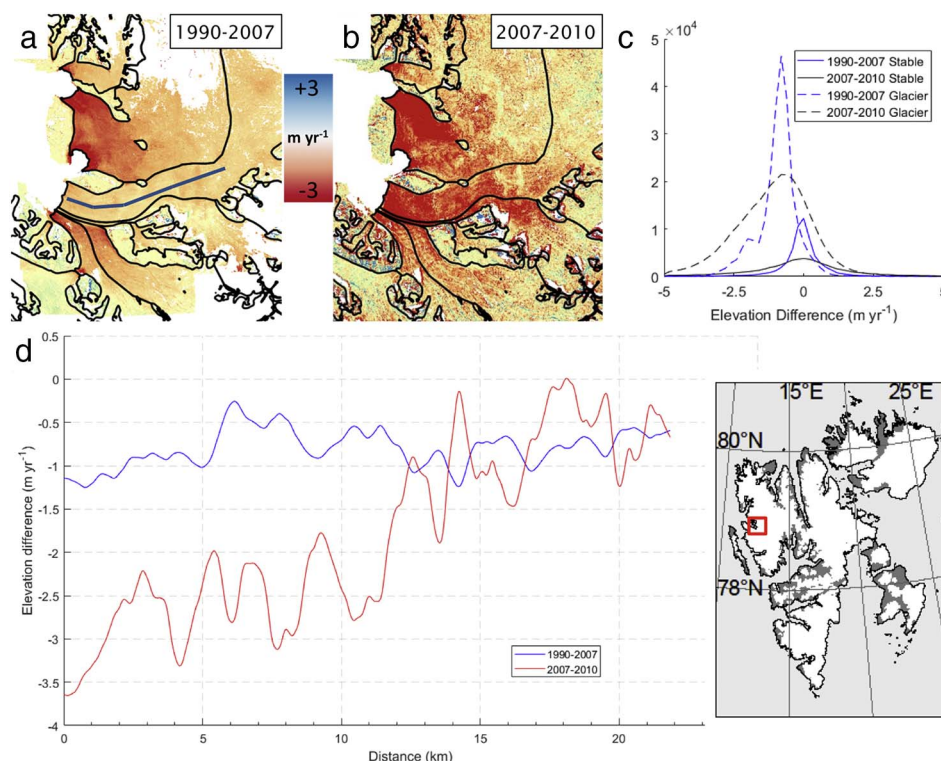 a
1990-2007
b
2007-2010
+3
m yr-1
-3
c
× 10^4
5
4
3
2
1
0
1990-2007 Stable
2007-2010 Stable
1990-2007 Glacier
2007-2010 Glacier
-5
-2.5
0
2.5
5
Elevation Difference (m yr-1)
d
0.5
0
-0.5
-1
-1.5
-2
-2.5
-3
-3.5
-4
Elevation difference (m yr-1)
0
5
10
15
20
Distance (km)
1990-2007
2007-2010
15°E
25°E
80°N
78°N